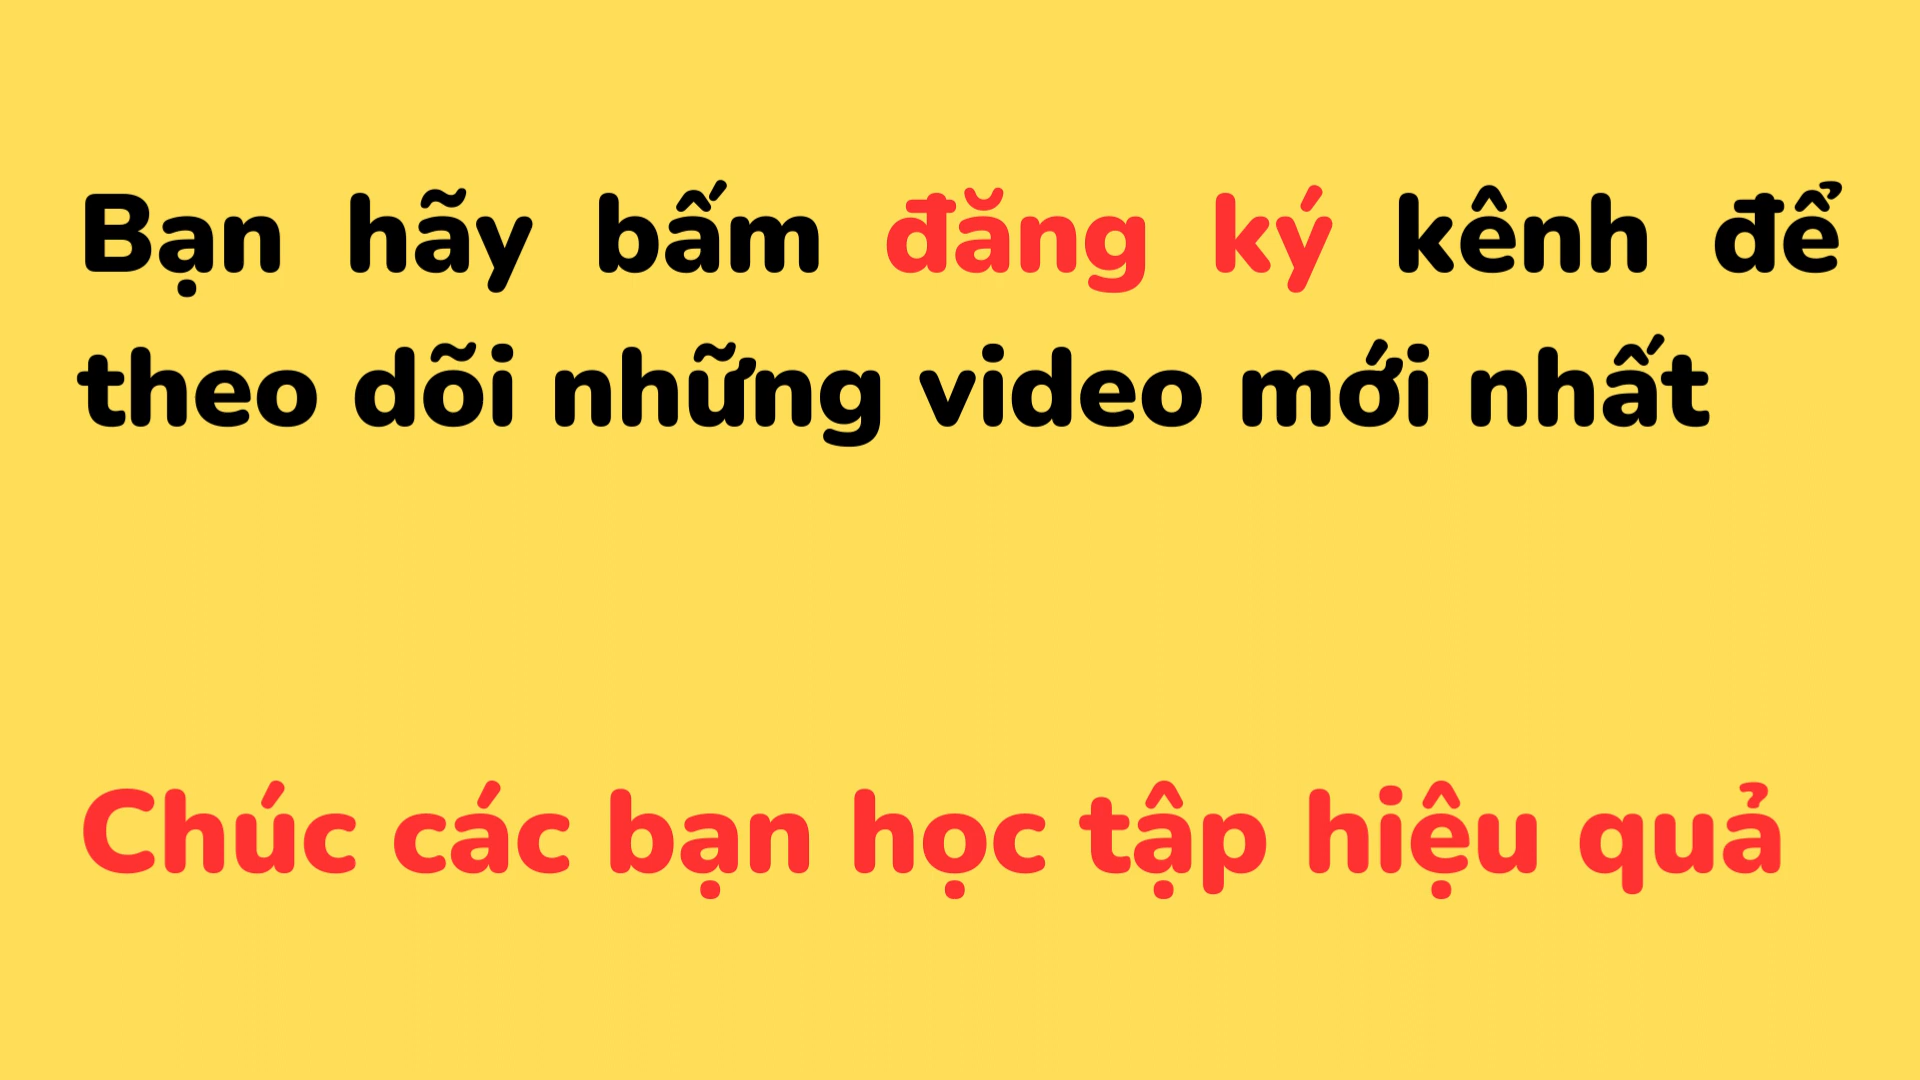 Bạn hãy bấm đăng ký kênh để
theo dõi những video mới nhất
Chúc các bạn học tập hiệu quả